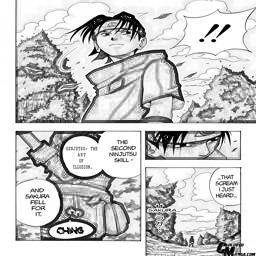 !!
...THAT
SCREAM
I JUST
HEARD...
SAKURA
THE
SECOND
NINJUTSU
SKILL -
GENJUTSU- THE
ART
OF
ILLUSION.
AND
SAKURA
FELL
FOR
IT.
CHING